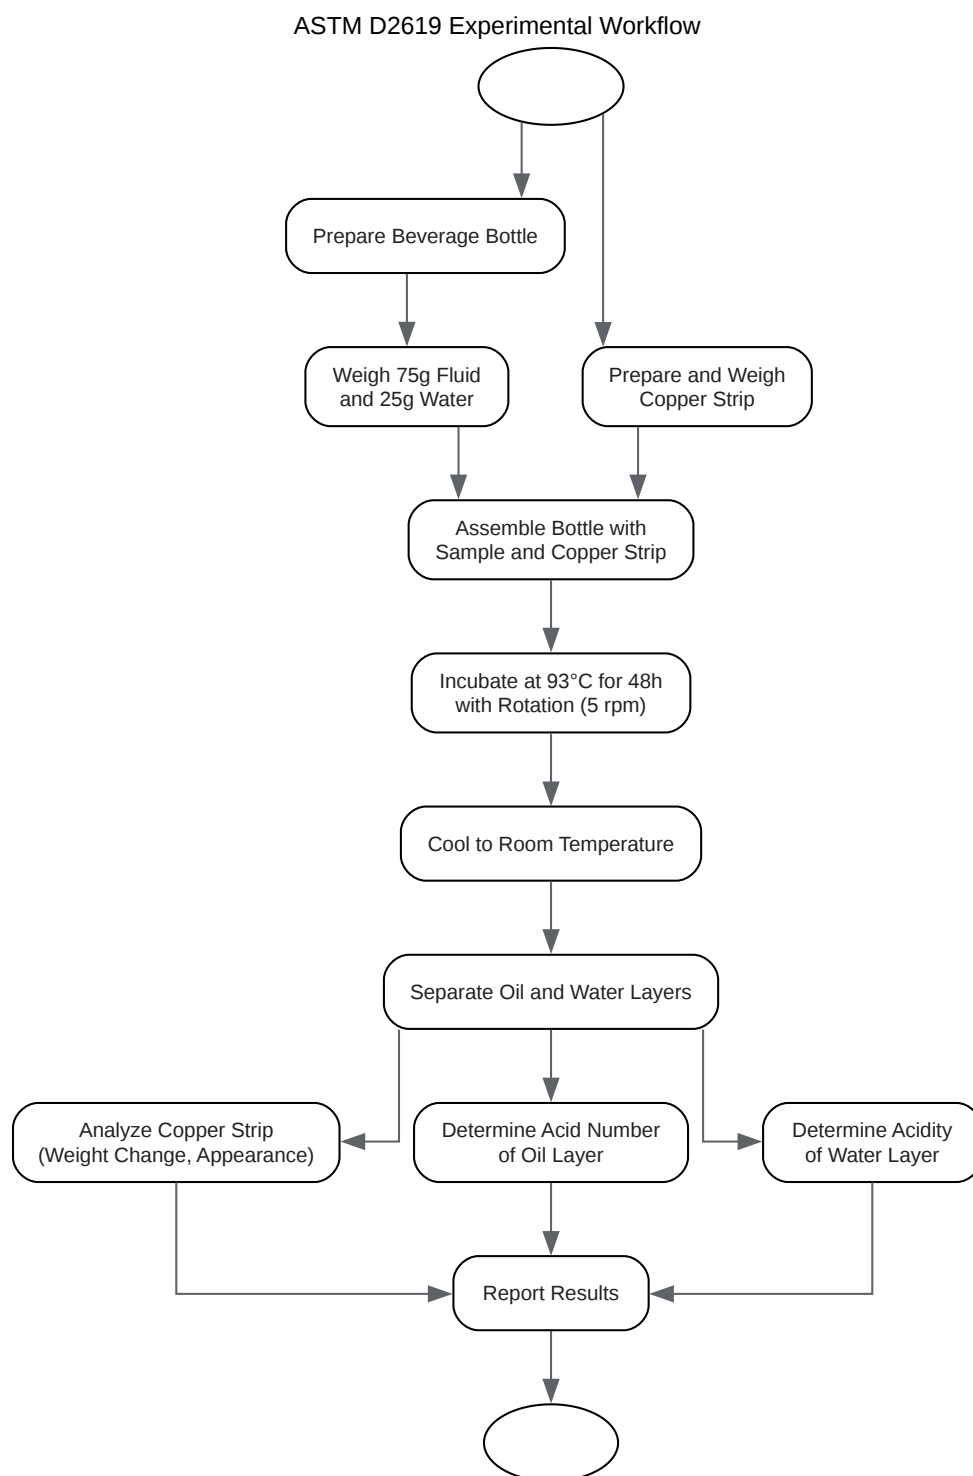 ASTM D2619 Experimental Workflow
Prepare Beverage Bottle
Weigh 75g Fluid
and 25g Water
Prepare and Weigh
Copper Strip
Assemble Bottle with
Sample and Copper Strip
Incubate at 93°C for 48h
with Rotation (5 rpm)
Cool to Room Temperature
Separate Oil and Water Layers
Analyze Copper Strip
(Weight Change, Appearance)
Determine Acid Number
of Oil Layer
Determine Acidity
of Water Layer
Report Results